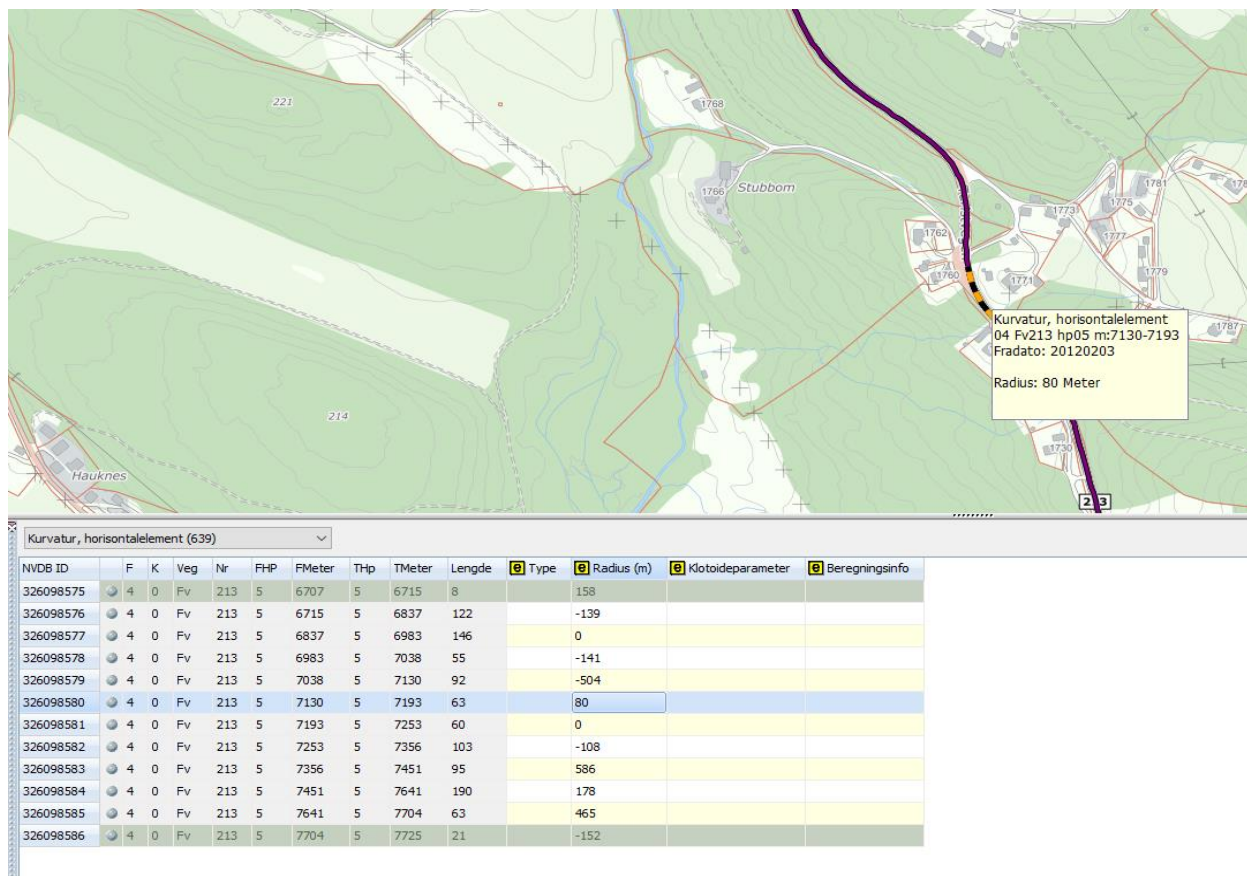 221
1768
1766 Stubbom
1781
1775
1773
1762
1777
1760
1771
1779
Kurvatur, horisontalelement
04 Fv213 hp05 m:7130-7193
Fradato: 20120203
Radius: 80 Meter
1787
214
1730
Hauknes
Kurvatur, horisontalelement (639)
NVDB ID F K Veg Nr FHP FMeter THp TMeter Lengde e Type e Radius (m) e Klotoideparameter e Beregningsinfo
326098575 4 0 Fv 213 5 6707 5 6715 8 158
326098576 4 0 Fv 213 5 6715 5 6837 122 -139
326098577 4 0 Fv 213 5 6837 5 6983 146 0
326098578 4 0 Fv 213 5 6983 5 7038 55 -141
326098579 4 0 Fv 213 5 7038 5 7130 92 -504
326098580 4 0 Fv 213 5 7130 5 7193 63 80
326098581 4 0 Fv 213 5 7193 5 7253 60 0
326098582 4 0 Fv 213 5 7253 5 7356 103 -108
326098583 4 0 Fv 213 5 7356 5 7451 95 586
326098584 4 0 Fv 213 5 7451 5 7641 190 178
326098585 4 0 Fv 213 5 7641 5 7704 63 465
326098586 4 0 Fv 213 5 7704 5 7725 21 -152